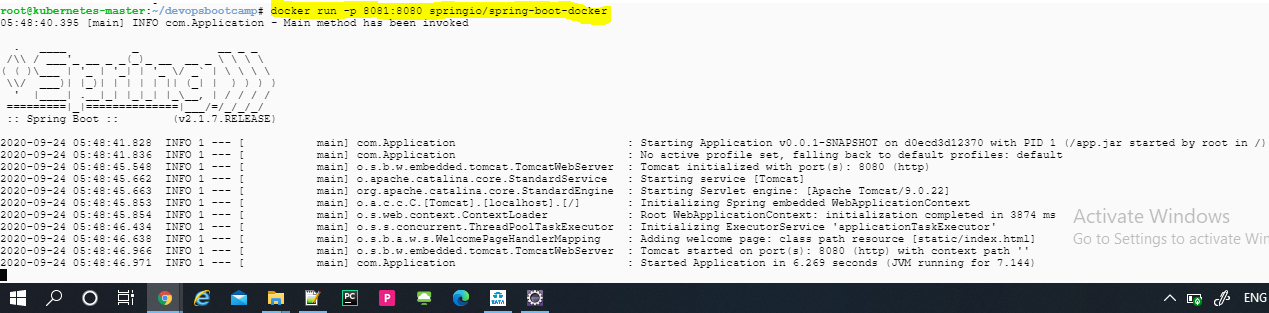 root@kubernetes-master:~/devopsbootcamp# docker run -p 8081:8080 springio/spring-boot-docker
05:48:40.395 [main] INFO com.Application - Main method has been invoked
  .   ____          _            __ _ _
 /\\ / ___'_ __ _ _(_)_ __  __ _ \ \ \ \
( ( )\___ | '_ | '_| | '_ \/ _` | \ \ \ \
 \\/  ___)| |_)| | | | | || (_| |  ) ) ) )
  '  |____| .__|_| |_|_| |_\__, | / / / /
 =========|_|==============|___/=/_/_/_/
 :: Spring Boot ::        (v2.1.7.RELEASE)
2020-09-24 05:48:41.828  INFO 1 --- [           main] com.Application                          : Starting Application v0.0.1-SNAPSHOT on d0ecd3d12370 with PID 1 (/app.jar started by root in /)
2020-09-24 05:48:41.836  INFO 1 --- [           main] com.Application                          : No active profile set, falling back to default profiles: default
2020-09-24 05:48:45.548  INFO 1 --- [           main] o.s.b.w.embedded.tomcat.TomcatWebServer  : Tomcat initialized with port(s): 8080 (http)
2020-09-24 05:48:45.662  INFO 1 --- [           main] o.apache.catalina.core.StandardService   : Starting service [Tomcat]
2020-09-24 05:48:45.663  INFO 1 --- [           main] org.apache.catalina.core.StandardEngine  : Starting Servlet engine: [Apache Tomcat/9.0.22]
2020-09-24 05:48:45.853  INFO 1 --- [           main] o.a.c.c.C.[Tomcat].[localhost].[/]       : Initializing Spring embedded WebApplicationContext
2020-09-24 05:48:45.854  INFO 1 --- [           main] o.s.web.context.ContextLoader            : Root WebApplicationContext: initialization completed in 3874 ms
2020-09-24 05:48:46.434  INFO 1 --- [           main] o.s.s.concurrent.ThreadPoolTaskExecutor  : Initializing ExecutorService 'applicationTaskExecutor'
2020-09-24 05:48:46.638  INFO 1 --- [           main] o.s.b.a.w.s.WelcomePageHandlerMapping    : Adding welcome page: class path resource [static/index.html]
2020-09-24 05:48:46.966  INFO 1 --- [           main] o.s.b.w.embedded.tomcat.TomcatWebServer  : Tomcat started on port(s): 8080 (http) with context path ''
2020-09-24 05:48:46.971  INFO 1 --- [           main] com.Application                          : Started Application in 6.269 seconds (JVM running for 7.144)
Activate Windows
Go to Settings to activate Win
PC
P
TATA
ENG